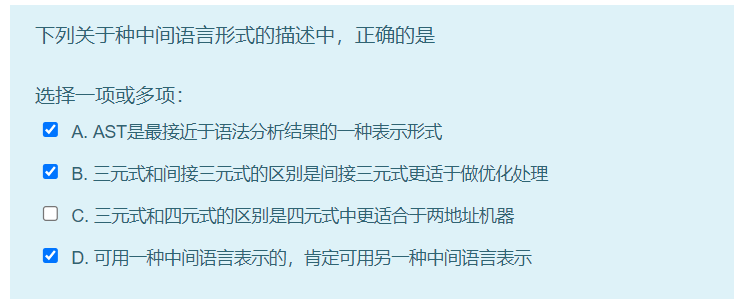 下列关于种中间语言形式的描述中，正确的是
选择一项或多项：
A. AST是最接近于语法分析结果的一种表示形式
B. 三元式和间接三元式的区别是间接三元式更适于做优化处理
C. 三元式和四元式的区别是四元式中更适合于两地址机器
D. 可用一种中间语言表示的，肯定可用另一种中间语言表示